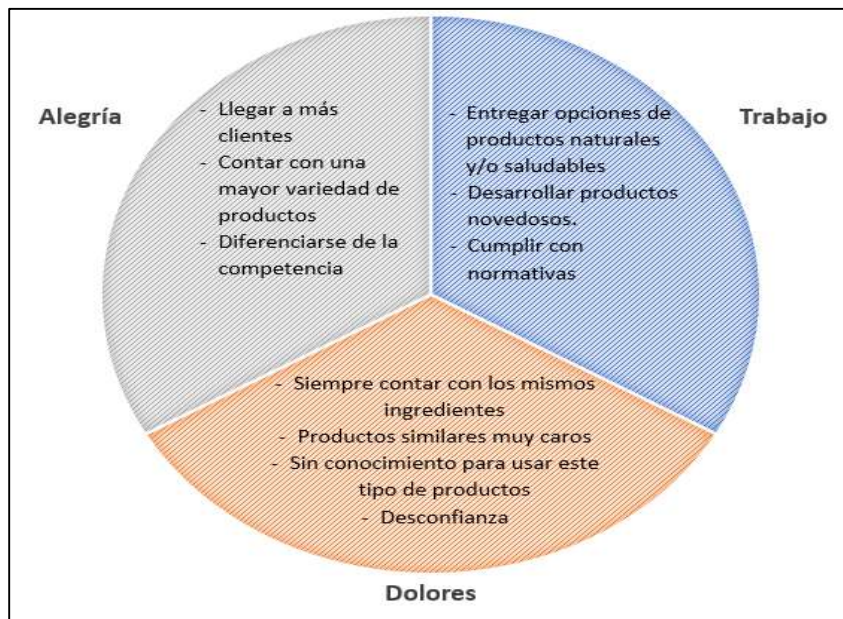 Alegría
- Llegar a más
clientes
- Contar con una
mayor variedad de
productos
- Diferenciarse de la
competencia
Trabajo
- Entregar opciones de
productos naturales
y/o saludables
- Desarrollar productos
novedosos.
- Cumplir con
normativas
- Siempre contar con los mismos
ingredientes
- Productos similares muy caros
- Sin conocimiento para usar este
tipo de productos
- Desconfianza
Dolores